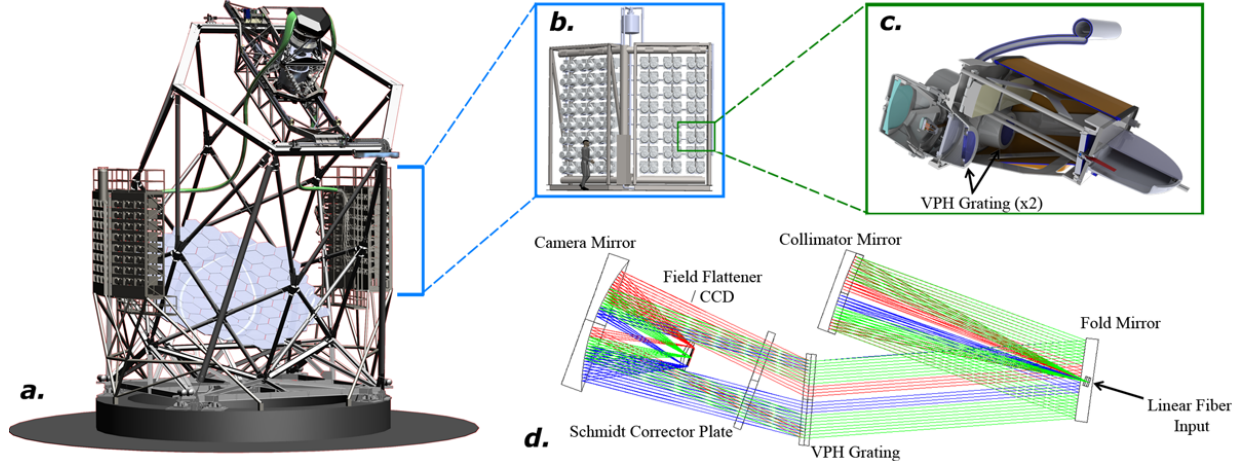 a.
b.
c.
VPH Grating (x2)
d.
Camera Mirror
Field Flattener
/ CCD
Collimator Mirror
Fold Mirror
Linear Fiber
Input
Schmidt Corrector Plate
VPH Grating